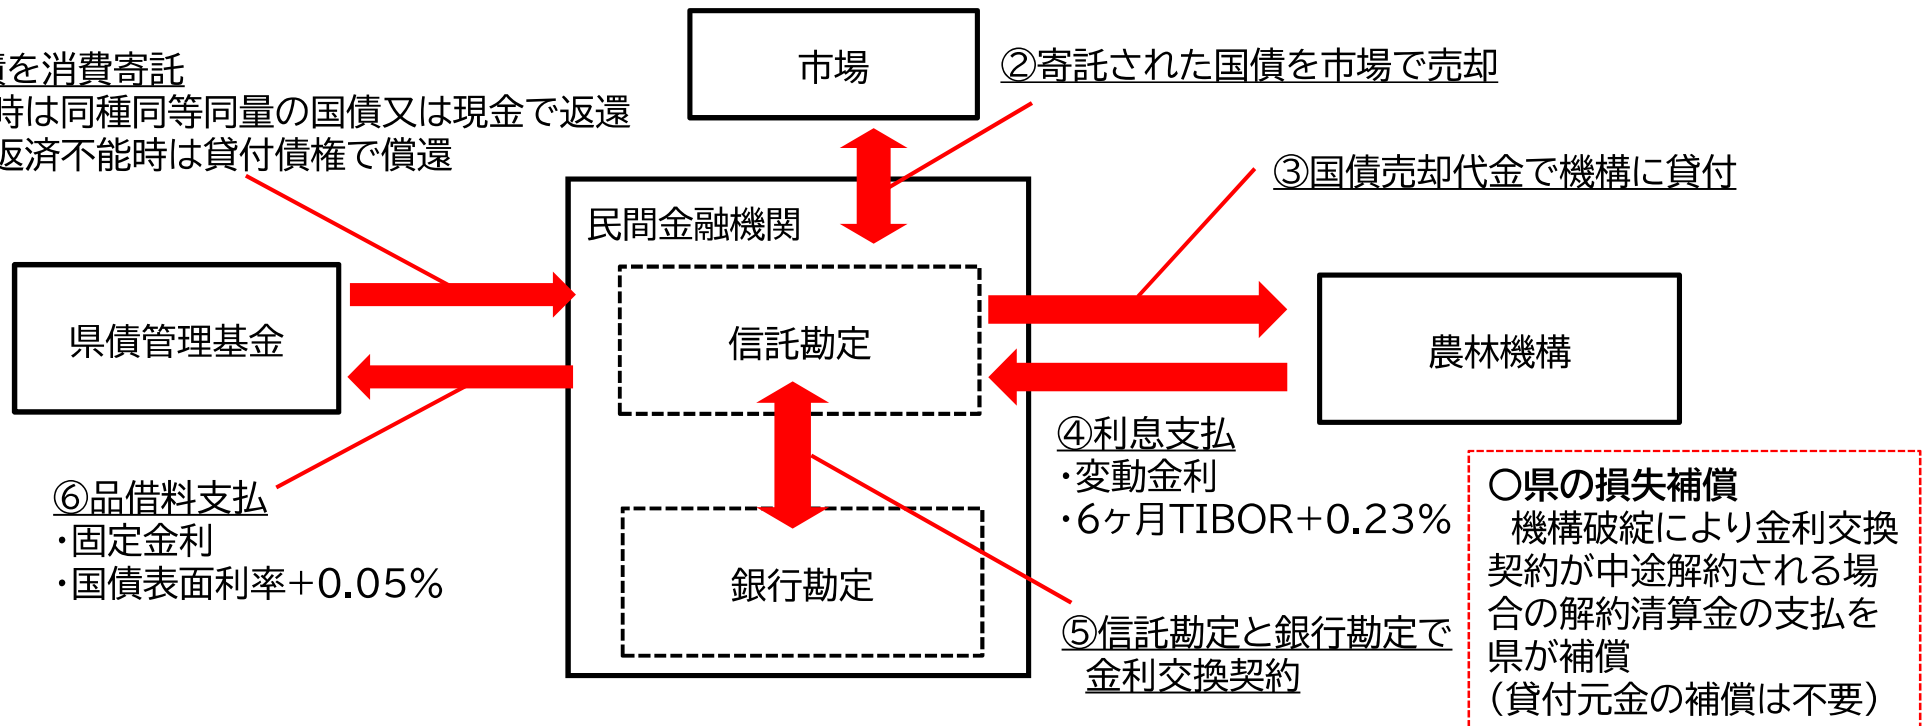 市場
②寄託された国債を市場で売却
を消費寄託
時は同種同等同量の国債又は現金で返還
返済不能時は貸付債権で償還
③国債売却代金で機構に貸付
民間金融機関
県債管理基金
信託勘定
農林機構
④利息支払
・変動金利
・6ヶ月TIBOR+0.23%
⑥品借料支払
・固定金利
・国債表面利率+0.05%
銀行勘定
⑤信託勘定と銀行勘定で
金利交換契約
〇県の損失補償
機構破綻により金利交換
契約が中途解約される場
合の解約清算金の支払を
県が補償
(貸付元金の補償は不要)